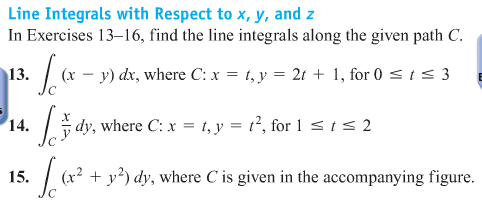 Line Integrals with Respect to x, y, and z
In Exercises 13–16, find the line integrals along the given path C.
13. ∫_C (x − y) dx, where C: x = t, y = 2t + 1, for 0 ≤ t ≤ 3
14. ∫_C x/y dy, where C: x = t, y = t², for 1 ≤ t ≤ 2
15. ∫_C (x² + y²) dy, where C is given in the accompanying figure.